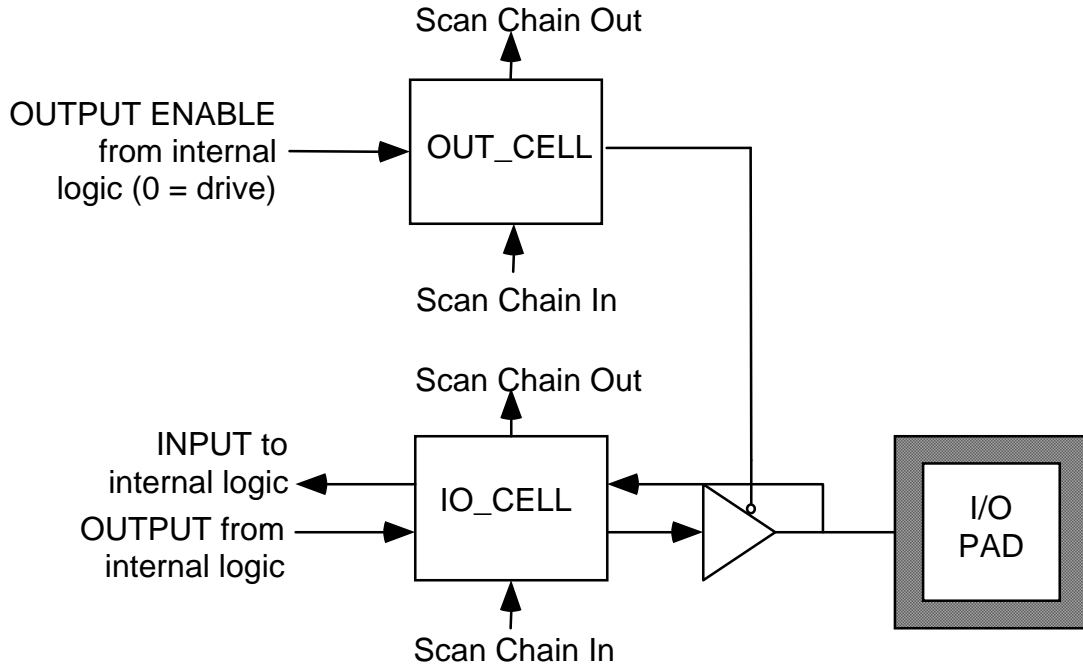 Scan Chain Out
OUTPUT ENABLE
from internal
logic (0 = drive)
OUT_CELL
Scan Chain In
Scan Chain Out
INPUT to
internal logic
OUTPUT from
internal logic
IO_CELL
I/O
PAD
Scan Chain In